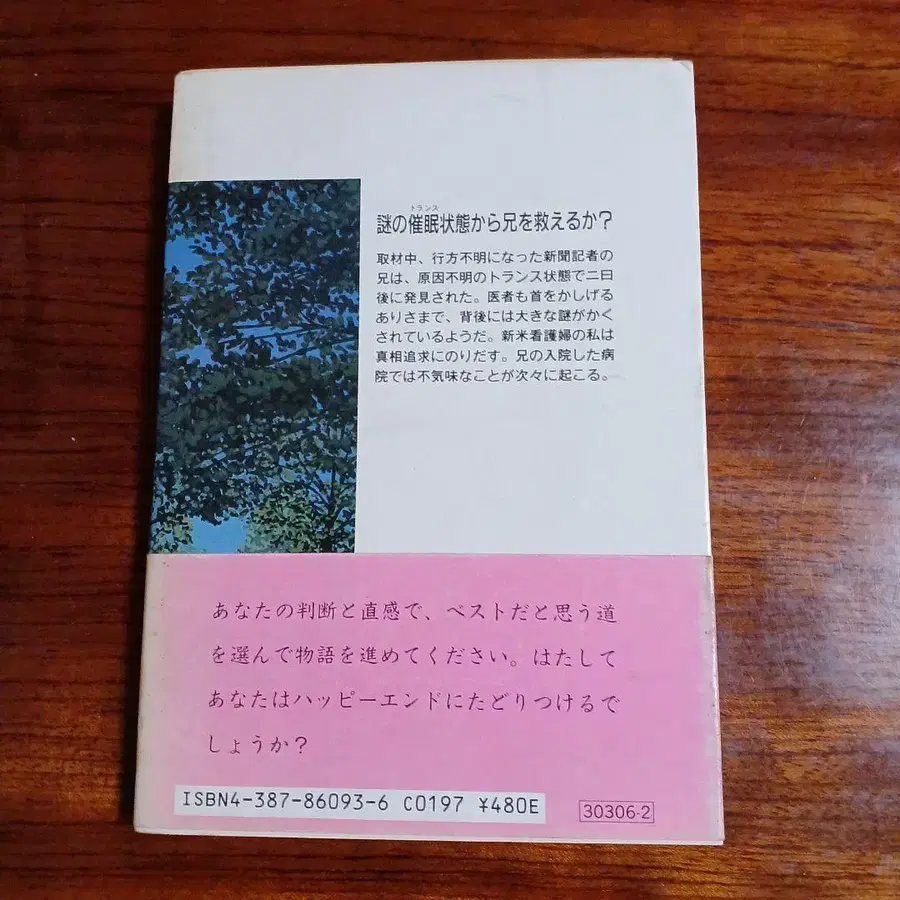 トランス
謎の催眠状態から兄を救えるか？
取材中、行方不明になった新聞記者の
兄は、原因不明のトランス状態で二日
後に発見された。医者も首をかしげる
ありさまで、背後には大きな謎がかく
されているようだ。新米看護婦の私は
真相追求にのりだす。兄の入院した病
院では不気味なことが次々に起こる。
あなたの判断と直感で、ベストだと思う道
を選んで物語を進めてください。はたして
あなたはハッピーエンドにたどりつけるで
しょうか？
ISBN4-387-86093-6 C0197 ¥480E
30306-2